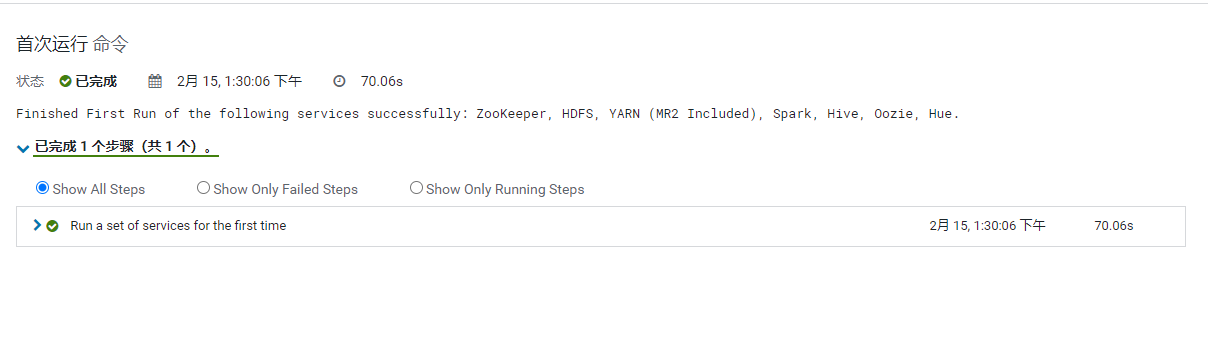 首次运行 命令
状态 已完成 2月 15, 1:30:06 下午 70.06s
Finished First Run of the following services successfully: ZooKeeper, HDFS, YARN (MR2 Included), Spark, Hive, Oozie, Hue.
已完成 1 个步骤（共 1 个）。
Show All Steps Show Only Failed Steps Show Only Running Steps
Run a set of services for the first time 2月 15, 1:30:06 下午 70.06s